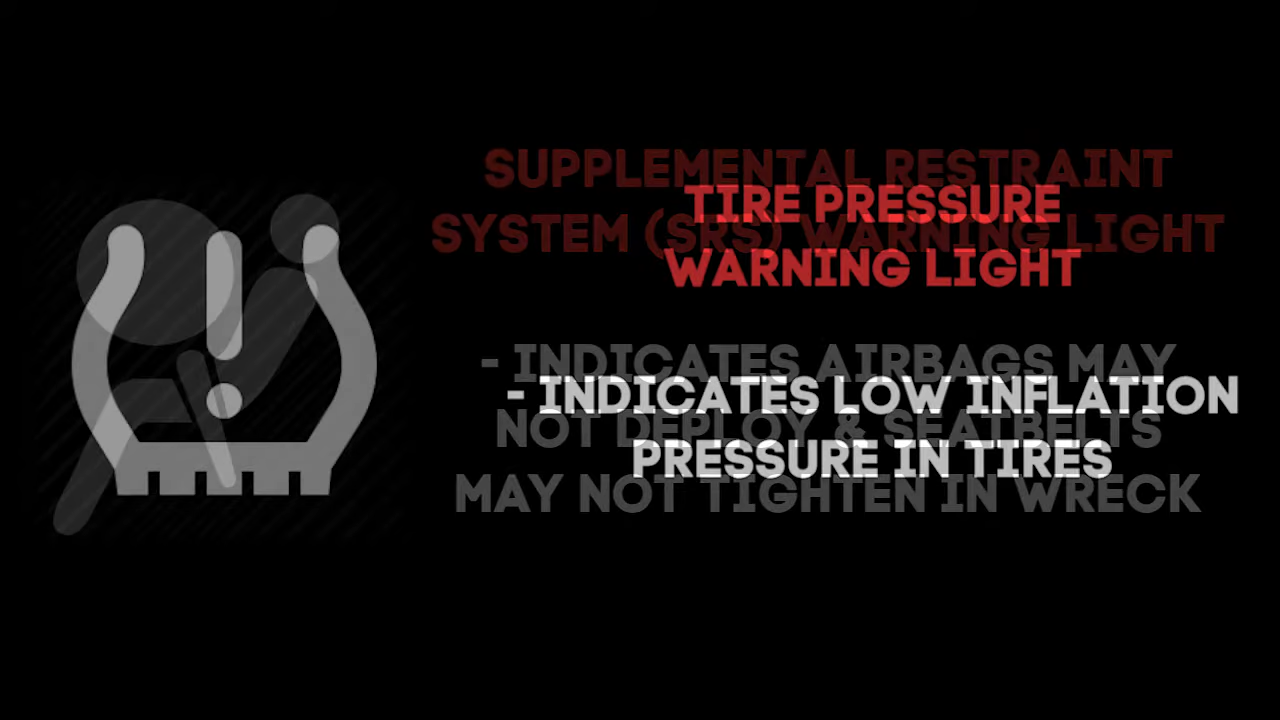 SUPPLEMENTAL RESTRAINT
SYSTEM (SRS) WARNING LIGHT
TIRE PRESSURE
WARNING LIGHT
- INDICATES AIRBAGS MAY
NOT DEPLOY & SEATBELTS
MAY NOT TIGHTEN IN WRECK
- INDICATES LOW INFLATION
PRESSURE IN TIRES